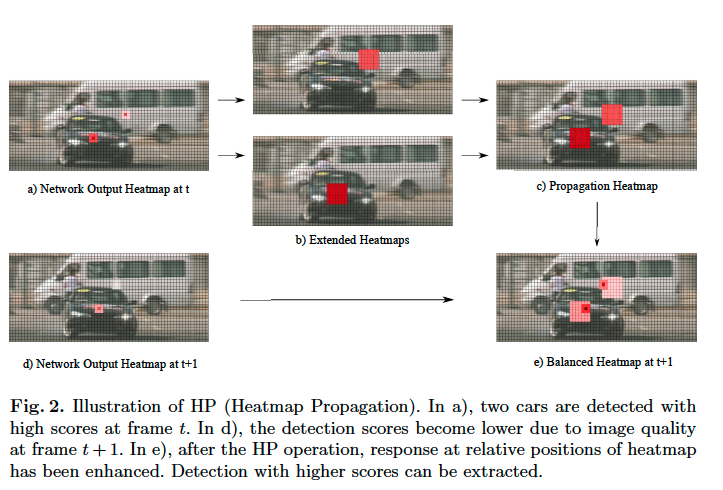 a) Network Output Heatmap at t
b) Extended Heatmaps
c) Propagation Heatmap
d) Network Output Heatmap at t+1
e) Balanced Heatmap at t+1
Fig. 2. Illustration of HP (Heatmap Propagation). In a), two cars are detected with
high scores at frame t. In d), the detection scores become lower due to image quality
at frame t + 1. In e), after the HP operation, response at relative positions of heatmap
has been enhanced. Detection with higher scores can be extracted.